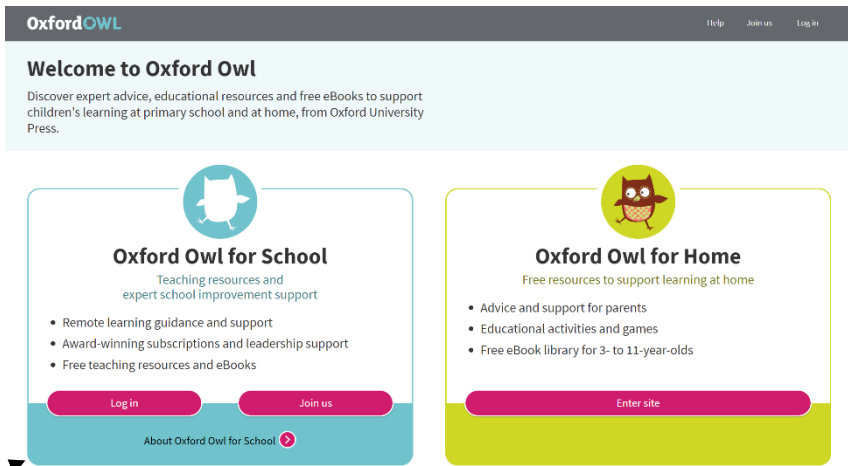 OxfordOWL
Help Join us Log in
Welcome to Oxford Owl
Discover expert advice, educational resources and free eBooks to support
children's learning at primary school and at home, from Oxford University
Press.
Oxford Owl for School
Teaching resources and
expert school improvement support
• Remote learning guidance and support
• Award-winning subscriptions and leadership support
• Free teaching resources and eBooks
Log in Join us
About Oxford Owl for School
Oxford Owl for Home
Free resources to support learning at home
• Advice and support for parents
• Educational activities and games
• Free eBook library for 3- to 11-year-olds
Enter site